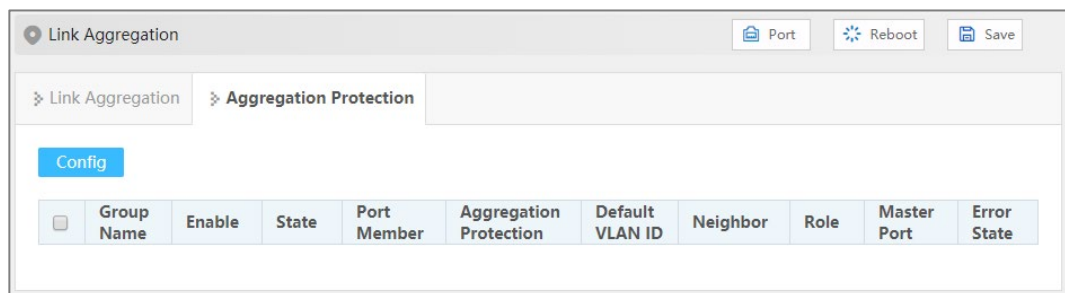 Link Aggregation
Port
Reboot
Save
Link Aggregation
Aggregation Protection
Config
Group Name
Enable
State
Port Member
Aggregation Protection
Default VLAN ID
Neighbor
Role
Master Port
Error State